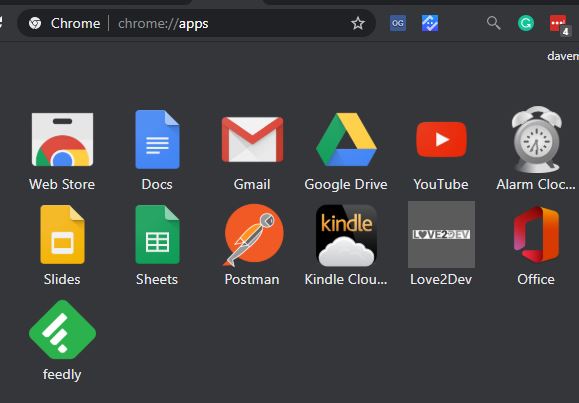 Chrome | chrome://apps
OG
4
davem
Web Store Docs Gmail Google Drive YouTube Alarm Cloc...
kindle
LOVE2DEV
Slides Sheets Postman Kindle Clou... Love2Dev Office
feedly